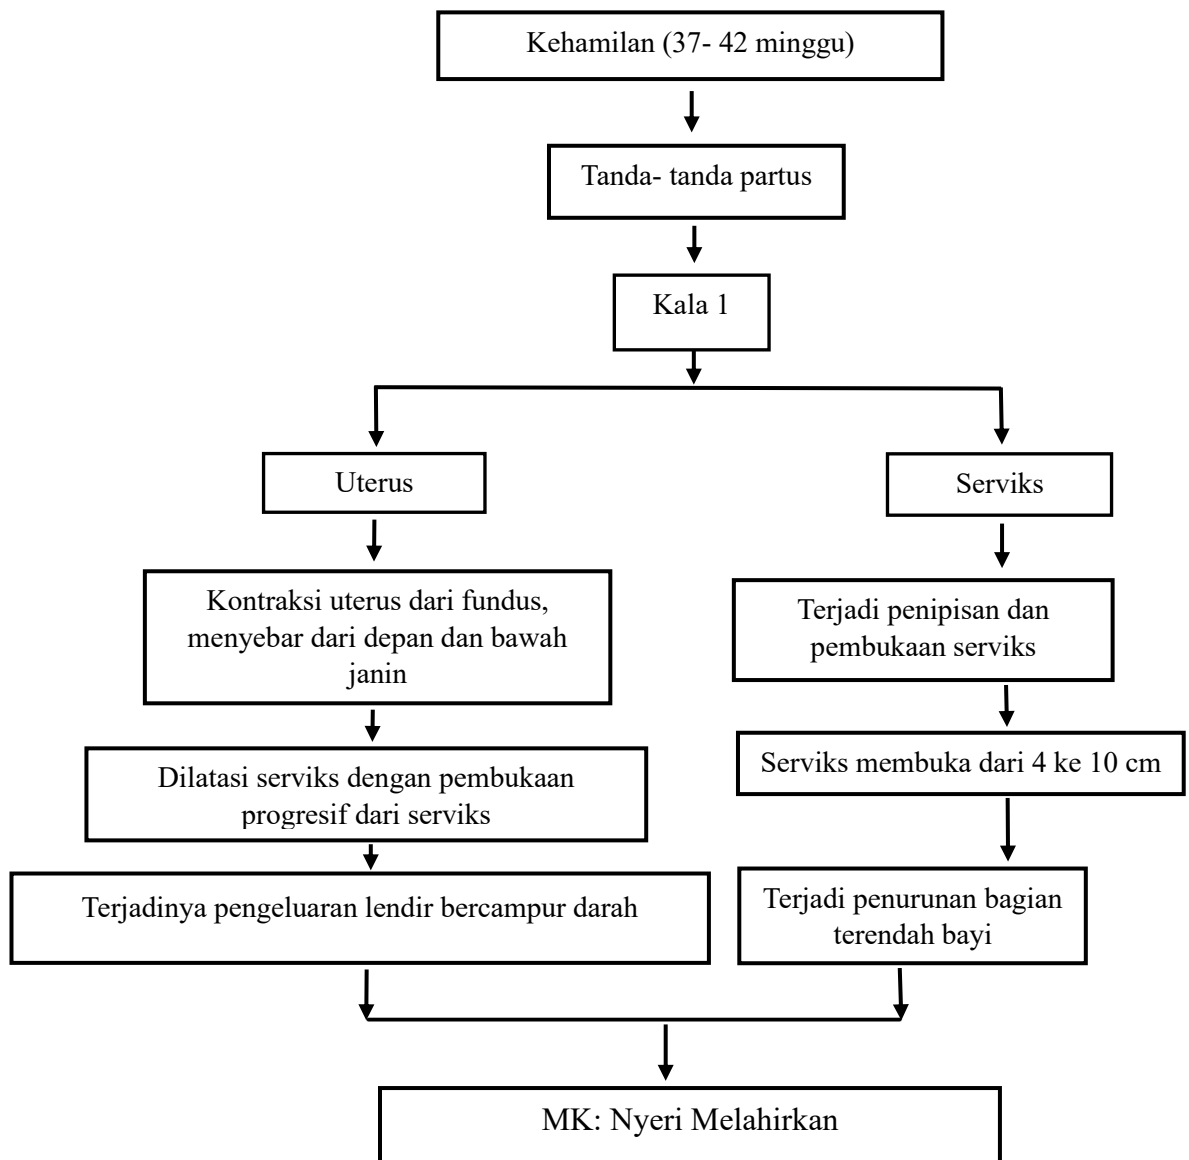 Kehamilan (37- 42 minggu)
Tanda- tanda partus
Kala 1
Uterus
Kontraksi uterus dari fundus,
menyebar dari depan dan bawah
janin
Dilatasi serviks dengan pembukaan
progresif dari serviks
Terjadinya pengeluaran lendir bercampur darah
Serviks
Terjadi penipisan dan
pembukaan serviks
Serviks membuka dari 4 ke 10 cm
Terjadi penurunan bagian
terendah bayi
MK: Nyeri Melahirkan